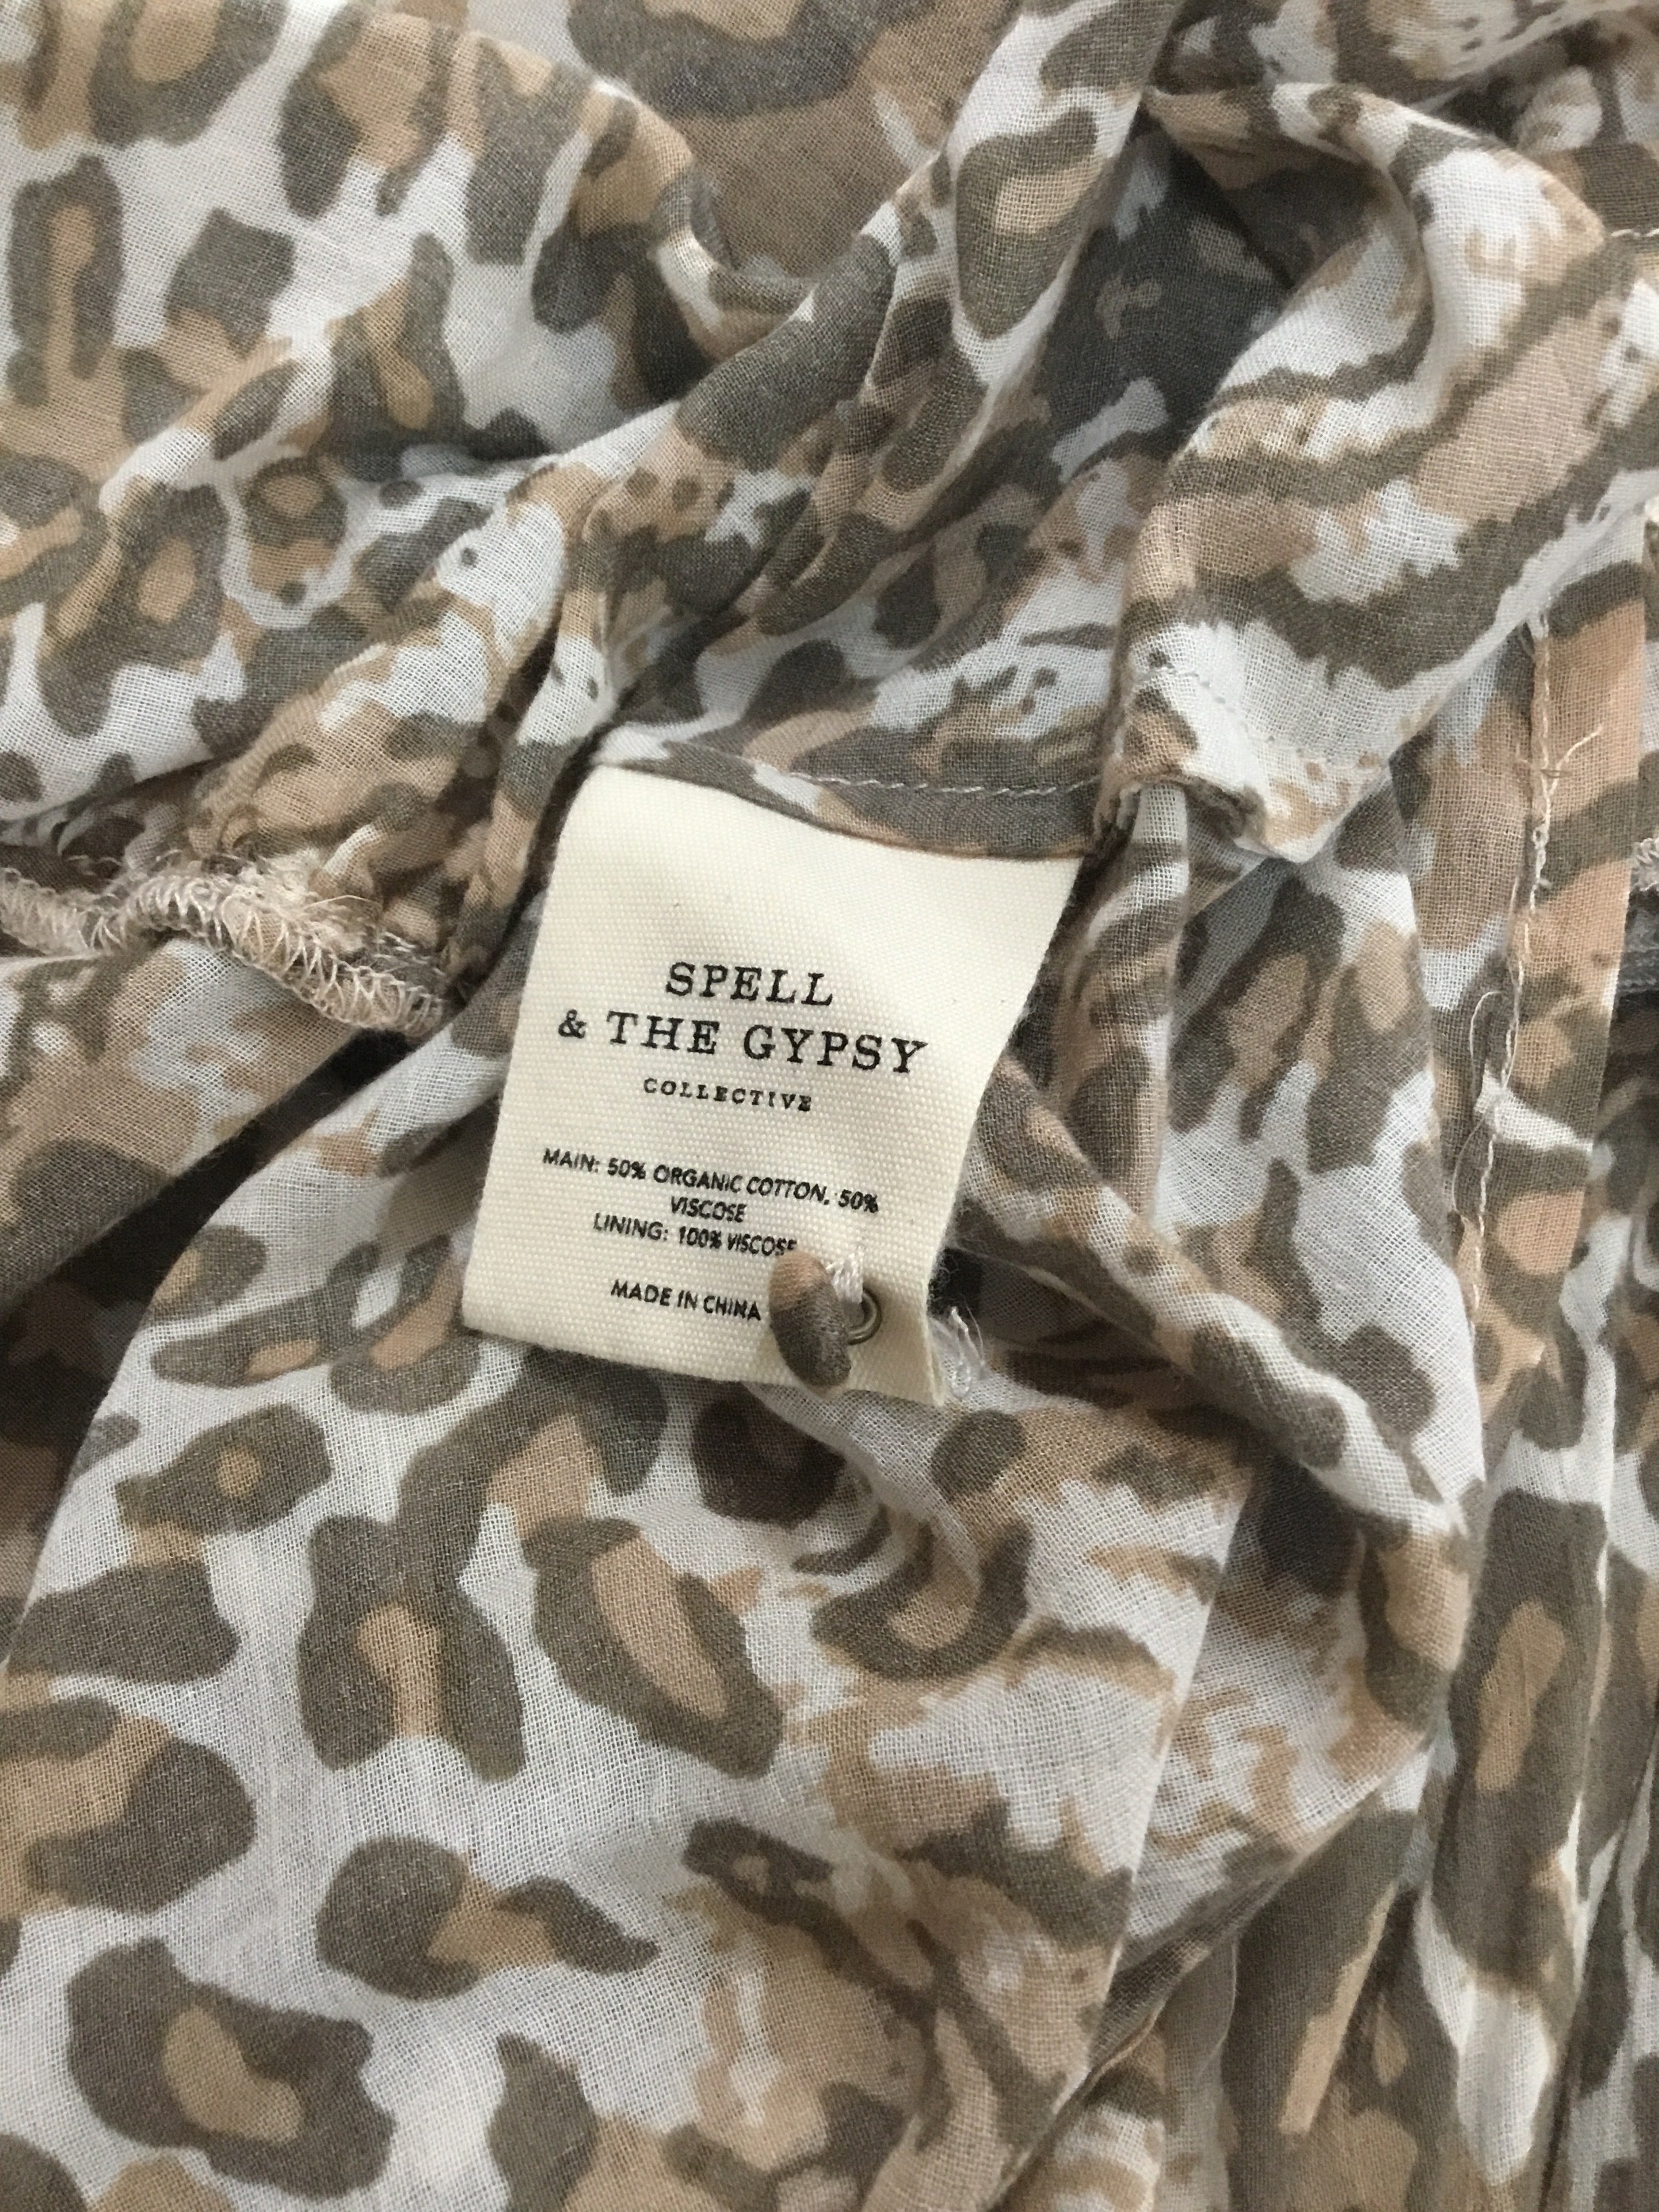 SPELL
& THE GYPSY
COLLECTIVE
MAIN: 50% ORGANIC COTTON, 50%
VISCOSE
LINING: 100% VISCOSE
MADE IN CHINA